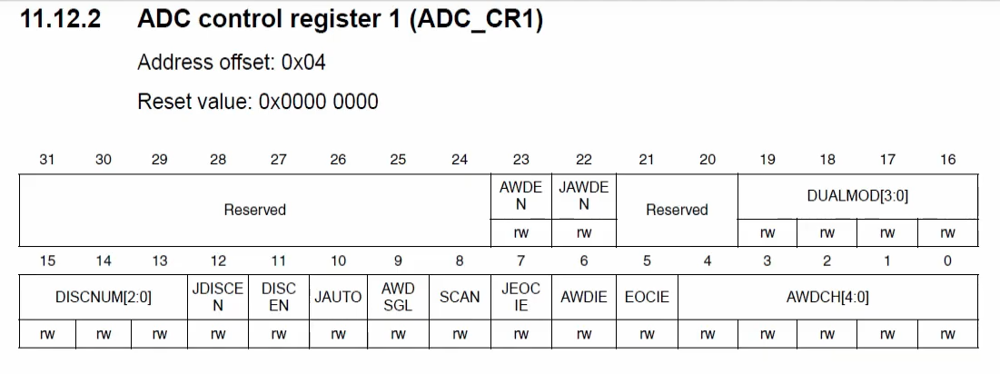 11.12.2 ADC control register 1 (ADC_CR1)
Address offset: 0x04
Reset value: 0x0000 0000
31 30 29 28 27 26 25 24 23 22 21 20 19 18 17 16
Reserved AWDE N JAWDE N Reserved DUALMOD[3:0]
rw rw rw rw rw rw
15 14 13 12 11 10 9 8 7 6 5 4 3 2 1 0
DISCNUM[2:0] JDISCE N DISC EN JAUTO AWD SGL SCAN JEOC IE AWDIE EOCIE AWDCH[4:0]
rw rw rw rw rw rw rw rw rw rw rw rw rw rw rw rw